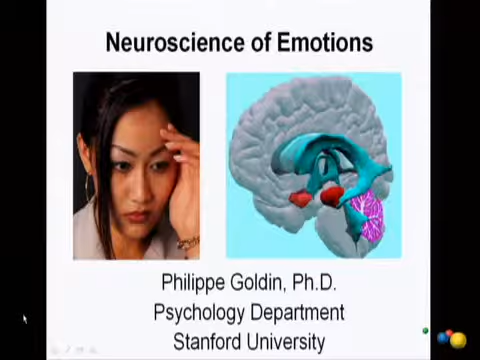 Neuroscience of Emotions
Philippe Goldin, Ph.D.
Psychology Department
Stanford University